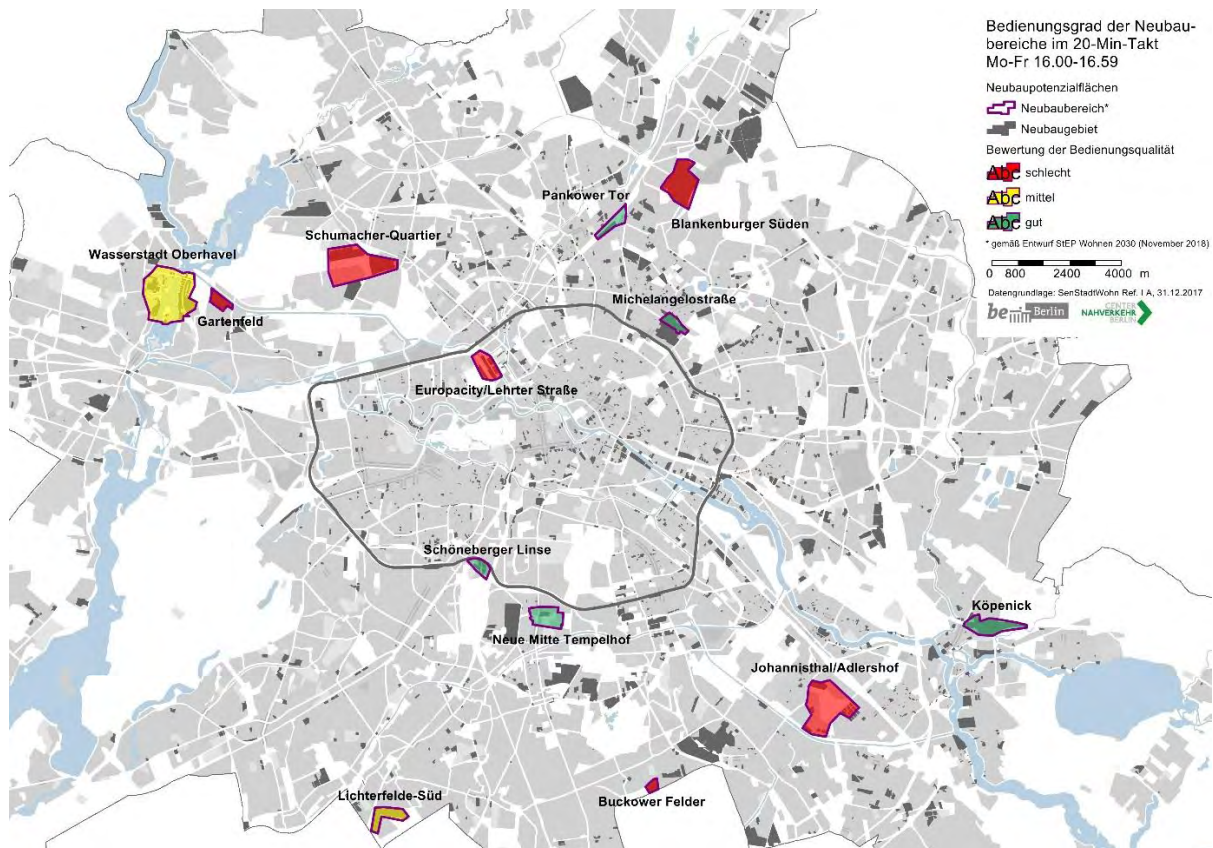 Bedienungsgrad der Neubau-
bereiche im 20-Min-Takt
Mo-Fr 16.00-16.59
Neubaupotenzialflächen
Neubaubereich*
Neubaugebiet
Bewertung der Bedienungsqualität
Abc schlecht
Abc mittel
Abc gut
* gemäß Entwurf StEP Wohnen 2030 (November 2018)
0 800 2400 4000 m
Datengrundlage: SenStadtWohn Ref. I A, 31.12.2017
be Berlin
CENTER
NAHVERKEHR
BERLIN
Pankower Tor
Blankenburger Süden
Schumacher-Quartier
Wasserstadt Oberhavel
Gartenfeld
Michelangelostraße
Europacity/Lehrter Straße
Schöneberger Linse
Neue Mitte Tempelhof
Köpenick
Johannisthal/Adlershof
Lichterfelde-Süd
Buckower Felder